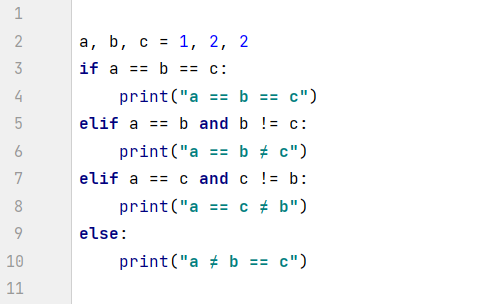 1
2 a, b, c = 1, 2, 2
3 if a == b == c:
4     print("a == b == c")
5 elif a == b and b != c:
6     print("a == b ≠ c")
7 elif a == c and c != b:
8     print("a == c ≠ b")
9 else:
10     print("a ≠ b == c")
11